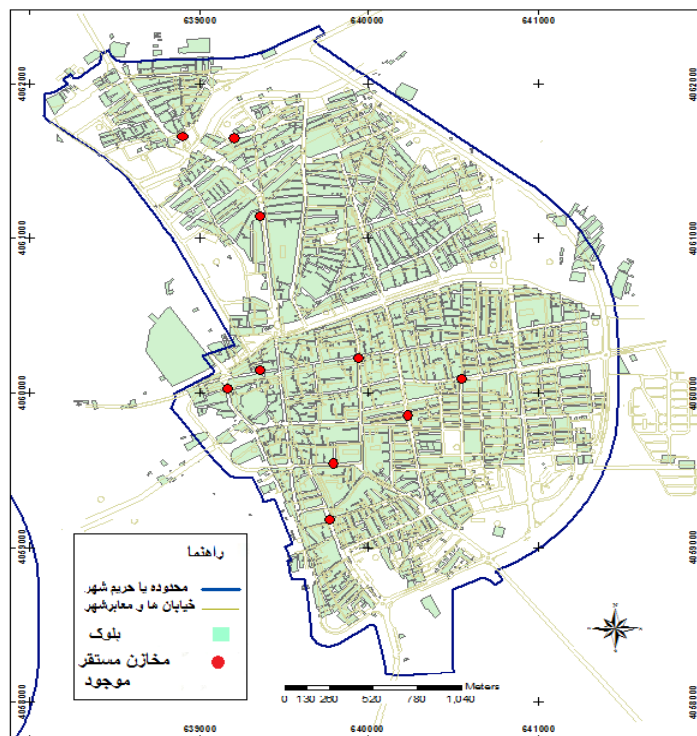 639000 640000 641000
4062000 4062000
4061000 4061000
4060000 4060000
4059000 4059000
راهنما
محدوده یا حریم شهر
خیابان ها و معابرشهر
بلوک
مخازن مستقر
موجود
Meters
0 130 260 520 780 1,040
4058000 4058000
639000 640000 641000